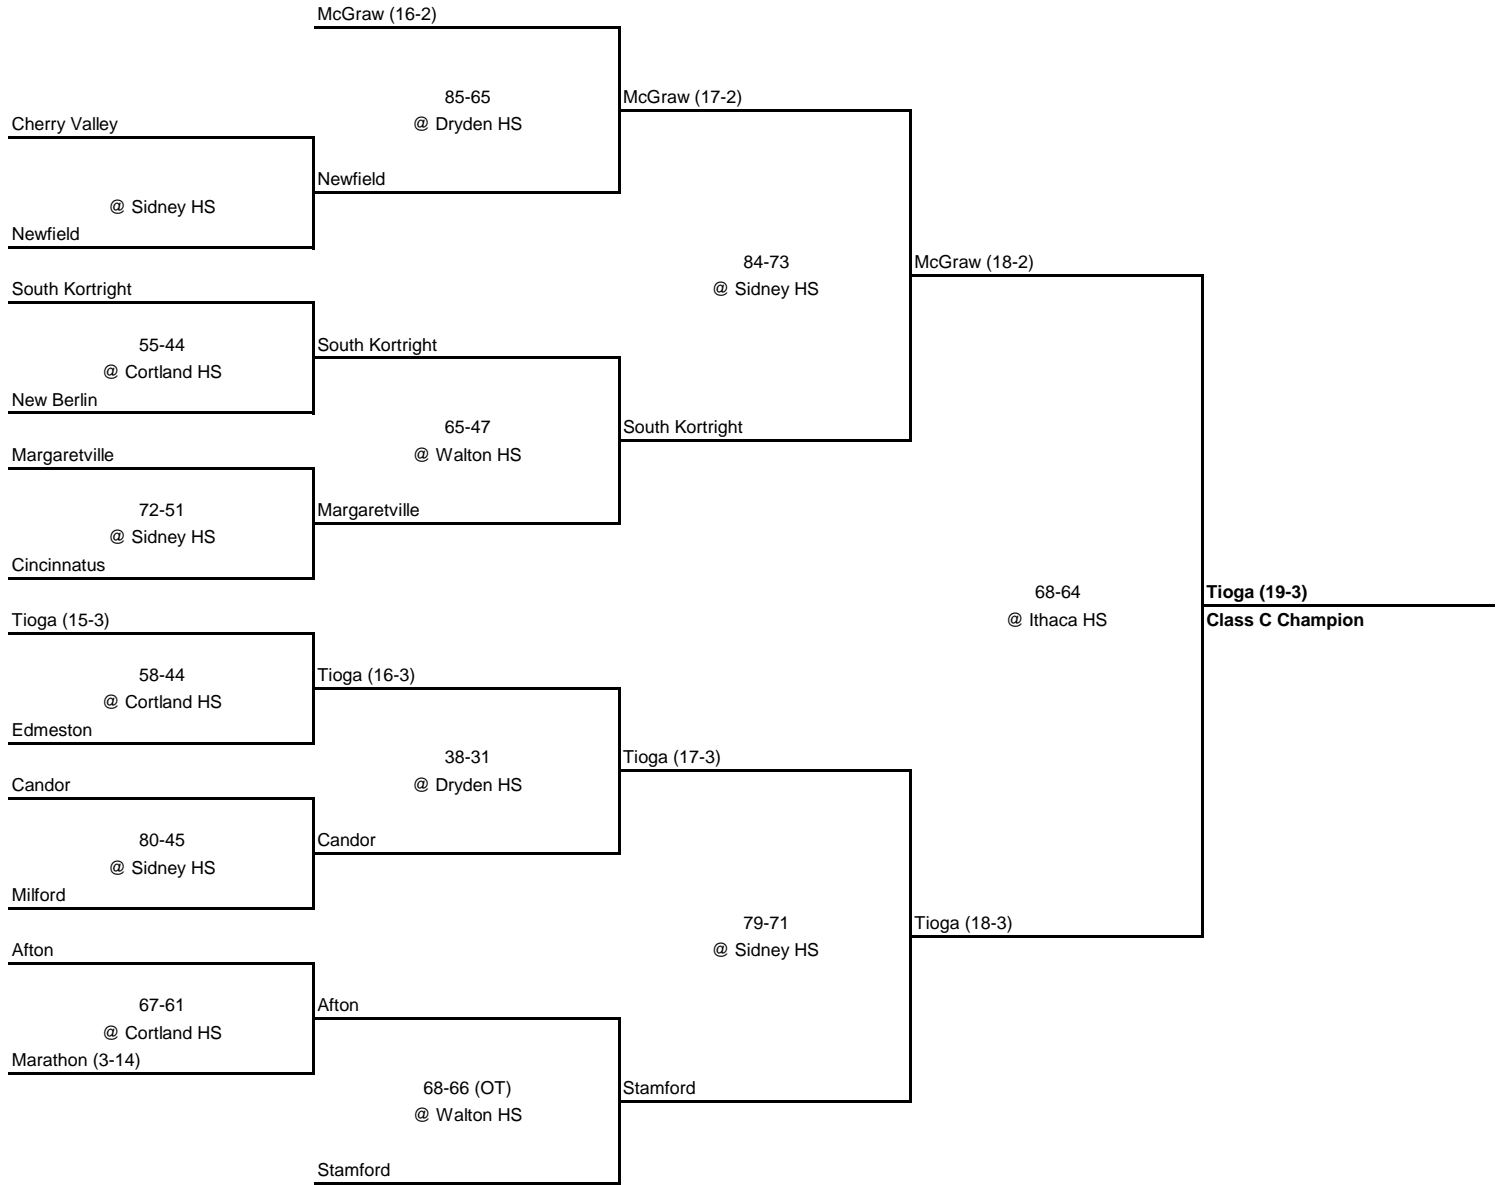 McGraw (16-2)
85-65
@ Dryden HS
McGraw (17-2)
Cherry Valley
@ Sidney HS
Newfield
Newfield
84-73
@ Sidney HS
McGraw (18-2)
South Kortright
55-44
@ Cortland HS
South Kortright
New Berlin
65-47
@ Walton HS
South Kortright
Margaretville
72-51
@ Sidney HS
Margaretville
Cincinnatus
68-64
@ Ithaca HS
Tioga (19-3)
Class C Champion
Tioga (15-3)
58-44
@ Cortland HS
Tioga (16-3)
Edmeston
38-31
@ Dryden HS
Tioga (17-3)
Candor
80-45
@ Sidney HS
Candor
Milford
79-71
@ Sidney HS
Tioga (18-3)
Afton
67-61
@ Cortland HS
Afton
Marathon (3-14)
68-66 (OT)
@ Walton HS
Stamford
Stamford